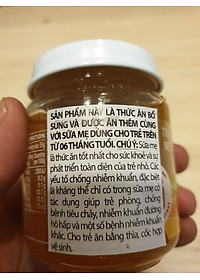 SẢN PHẨM NÀY LÀ THỨC ĂN BỔ
SUNG VÀ ĐƯỢC ĂN THÊM CÙNG
VỚI SỮA MẸ DÙNG CHO TRẺ TRÊN
TỪ 06 THÁNG TUỔI. CHÚ Ý: Sữa mẹ
là thức ăn tốt nhất cho sức khoẻ và sự
phát triển toàn diện của trẻ nhỏ. Các
yếu tố chống nhiễm khuẩn, đặc biệt
là kháng thể chỉ có trong sữa mẹ có
tác dụng giúp trẻ phòng, chống
bệnh tiêu chảy, nhiễm khuẩn đường
hô hấp và một số bệnh nhiễm khuẩn
khác. Cho trẻ ăn bằng thìa, cốc hợp
vệ sinh.